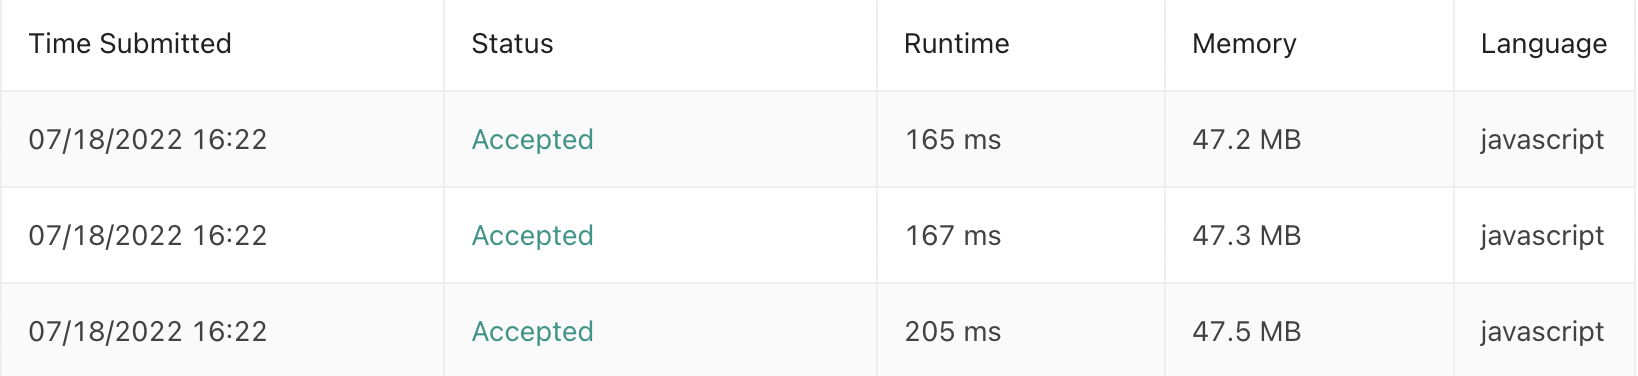 Time Submitted Status Runtime Memory Language
07/18/2022 16:22 Accepted 165 ms 47.2 MB javascript
07/18/2022 16:22 Accepted 167 ms 47.3 MB javascript
07/18/2022 16:22 Accepted 205 ms 47.5 MB javascript